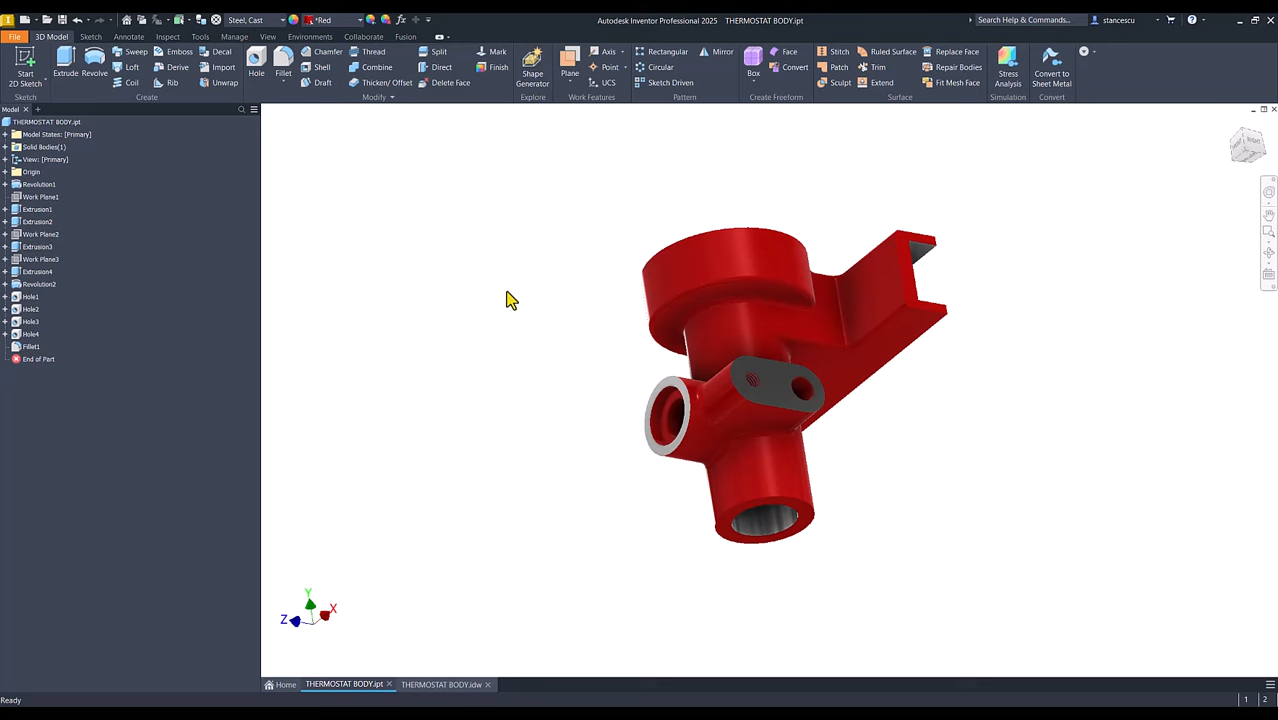 Steel, Cast *Red Autodesk Inventor Professional 2025 THERMOSTAT BODY.ipt Search Help & Commands... stancescu
File 3D Model Sketch Annotate Inspect Tools Manage View Environments Collaborate Fusion
Start 2D Sketch Extrude Revolve Sweep Emboss Decal Hole Fillet Chamfer Thread Split Mark Shape Generator Plane Axis Rectangular Mirror Box Face Stitch Ruled Surface Replace Face Stress Analysis Convert to Sheet Metal
Loft Derive Import Shell Combine Direct Finish Point Circular Convert Patch Trim Repair Bodies
Coil Rib Unwrap Draft Thicken/ Offset Delete Face UCS Sketch Driven Sculpt Extend Fit Mesh Face
Sketch Create Modify Explore Work Features Pattern Create Freeform Surface Simulation Convert
Model
THERMOSTAT BODY.ipt
Model States: [Primary]
Solid Bodies(1)
View: [Primary]
Origin
Revolution1
Work Plane1
Extrusion1
Extrusion2
Work Plane2
Extrusion3
Work Plane3
Extrusion4
Revolution2
Hole1
Hole2
Hole3
Hole4
Fillet1
End of Part
Y
X
Z
Home THERMOSTAT BODY.ipt THERMOSTAT BODY.idw
Ready 1 2